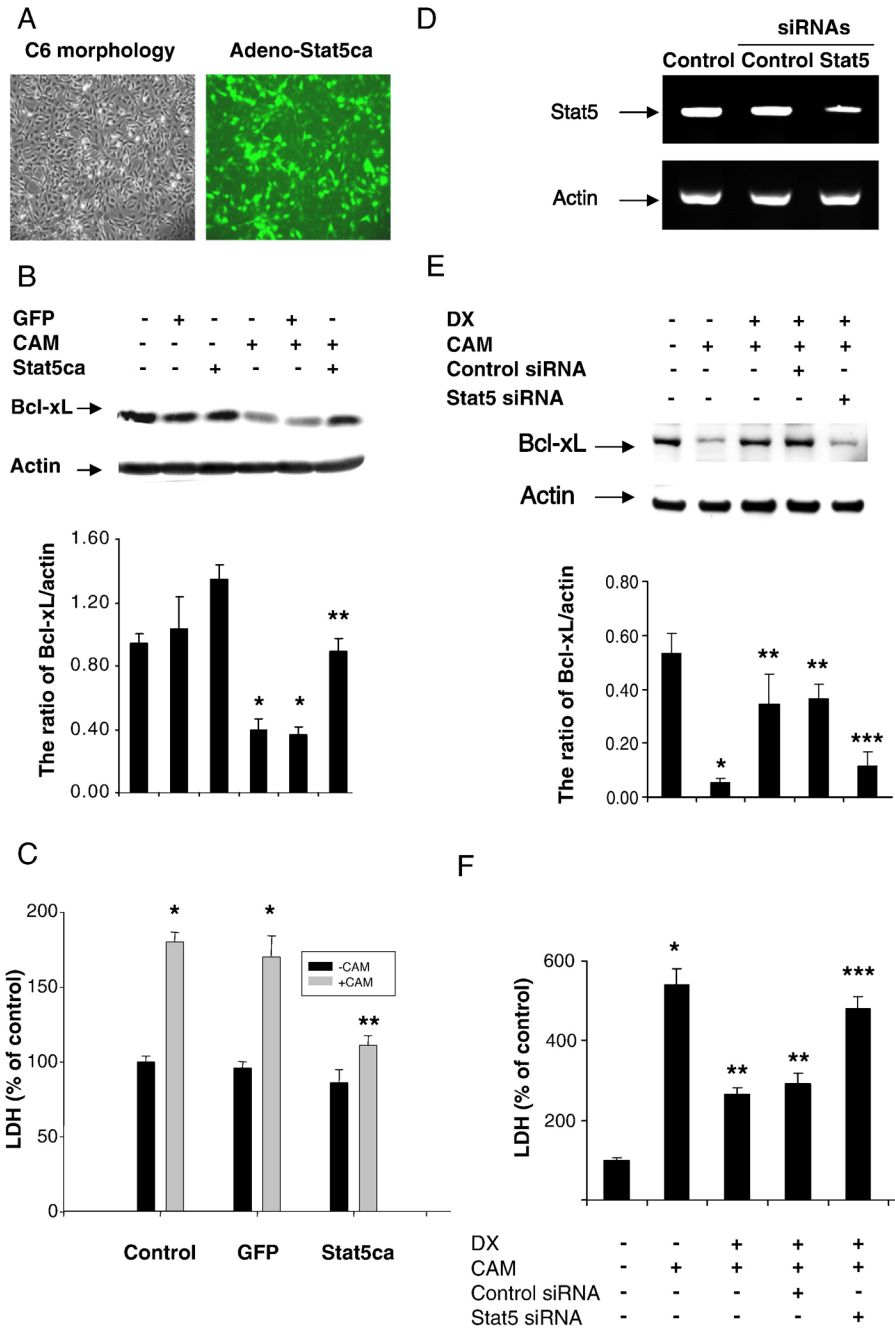 A
C6 morphology Adeno-Stat5ca
B
GFP - + - - + -
CAM - - - + + +
Stat5ca - - + - - +
Bcl-xL
Actin
The ratio of Bcl-xL/actin
1.60
1.20
0.80
0.40
0.00
* * **
C
LDH (% of control)
200
150
100
50
0
* * **
-CAM
+CAM
Control GFP Stat5ca
D
siRNAs
Control Control Stat5
Stat5
Actin
E
DX - - + + +
CAM - + + + +
Control siRNA - - - + -
Stat5 siRNA - - - - +
Bcl-xL
Actin
The ratio of Bcl-xL/actin
0.80
0.60
0.40
0.20
0.00
* ** ** ***
F
LDH (% of control)
600
400
200
* ** ** ***
DX - - + + +
CAM - + + + +
Control siRNA - - - + -
Stat5 siRNA - - - - +